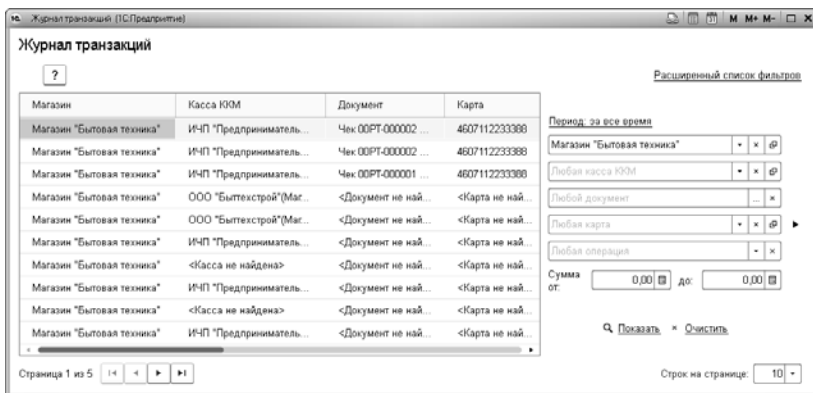 Журнал транзакций (1С:Предприятие)
M M+ M-
Журнал транзакций
?
Расширенный список фильтров
Магазин Касса ККМ Документ Карта
Магазин "Бытовая техника" ИЧП "Предприниматель... Чек 00РТ-000002 ... 4607112233388
Магазин "Бытовая техника" ИЧП "Предприниматель... Чек 00РТ-000002 ... 4607112233388
Магазин "Бытовая техника" ИЧП "Предприниматель... Чек 00РТ-000001 ... 4607112233388
Магазин "Бытовая техника" ООО "Быттехстрой"(Маг... <Документ не най... <Карта не най...
Магазин "Бытовая техника" ООО "Быттехстрой"(Маг... <Документ не най... <Карта не най...
Магазин "Бытовая техника" ИЧП "Предприниматель... <Документ не най... <Карта не най...
Магазин "Бытовая техника" <Касса не найдена> <Документ не най... <Карта не най...
Магазин "Бытовая техника" ИЧП "Предприниматель... <Документ не най... <Карта не най...
Магазин "Бытовая техника" <Касса не найдена> <Документ не най... <Карта не най...
Магазин "Бытовая техника" ИЧП "Предприниматель... <Документ не най... <Карта не най...
Период: за все время
Магазин "Бытовая техника"
Любая касса ККМ
Любой документ ...
Любая карта
Любая операция
Сумма от: 0,00 до: 0,00
Показать × Очистить
Страница 1 из 5
Строк на странице: 10